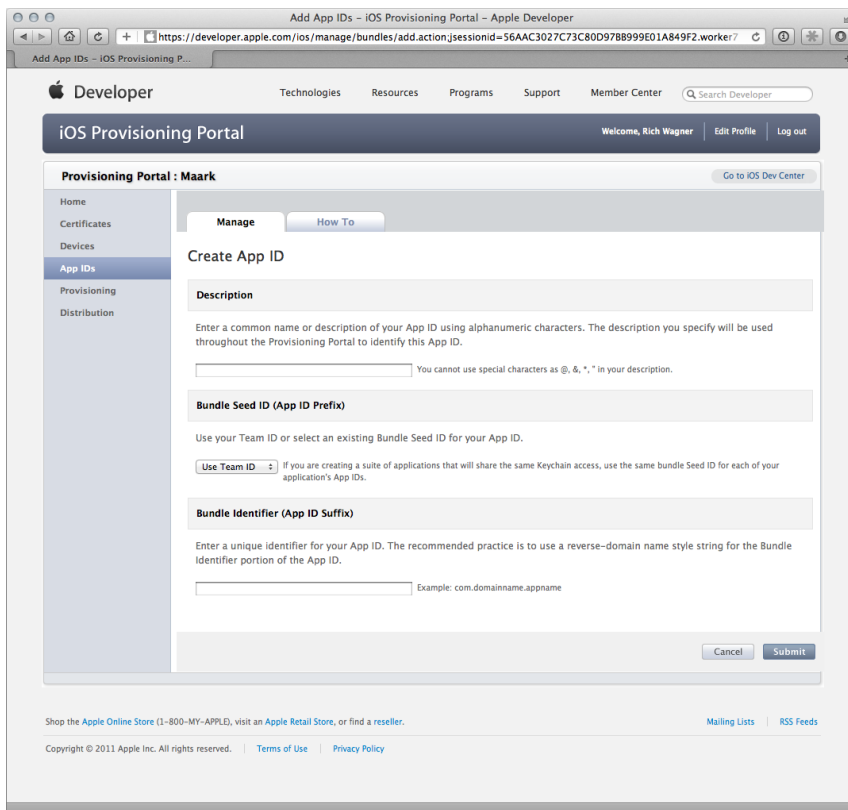 Add App IDs – iOS Provisioning Portal – Apple Developer
https://developer.apple.com/ios/manage/bundles/add.action;jsessionid=56AAC3027C73C80D97BB999E01A849F2.worker7
Add App IDs – iOS Provisioning P...
Developer
Technologies Resources Programs Support Member Center Search Developer
iOS Provisioning Portal
Welcome, Rich Wagner Edit Profile Log out
Provisioning Portal : Maark
Go to iOS Dev Center
Home
Certificates
Devices
App IDs
Provisioning
Distribution
Manage How To
Create App ID
Description
Enter a common name or description of your App ID using alphanumeric characters. The description you specify will be used
throughout the Provisioning Portal to identify this App ID.
You cannot use special characters as @, &, *, " in your description.
Bundle Seed ID (App ID Prefix)
Use your Team ID or select an existing Bundle Seed ID for your App ID.
Use Team ID
If you are creating a suite of applications that will share the same Keychain access, use the same bundle Seed ID for each of your
application's App IDs.
Bundle Identifier (App ID Suffix)
Enter a unique identifier for your App ID. The recommended practice is to use a reverse-domain name style string for the Bundle
Identifier portion of the App ID.
Example: com.domainname.appname
Cancel Submit
Shop the Apple Online Store (1-800-MY-APPLE), visit an Apple Retail Store, or find a reseller.
Mailing Lists RSS Feeds
Copyright © 2011 Apple Inc. All rights reserved. Terms of Use Privacy Policy